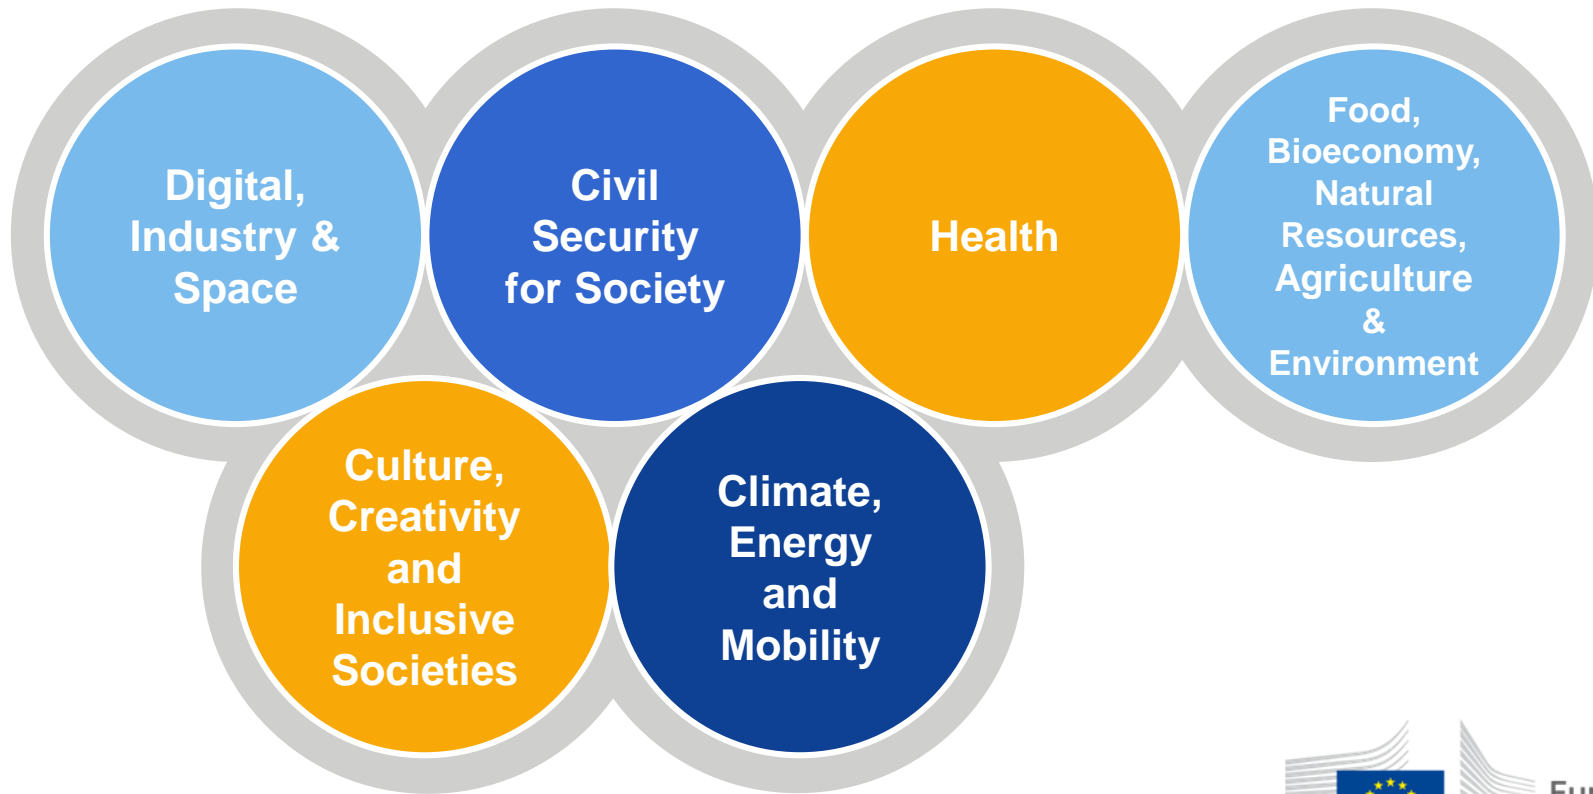 Digital,
Industry &
Space
Civil
Security
for Society
Health
Food,
Bioeconomy,
Natural
Resources,
Agriculture
&
Environment
Culture,
Creativity
and
Inclusive
Societies
Climate,
Energy
and
Mobility